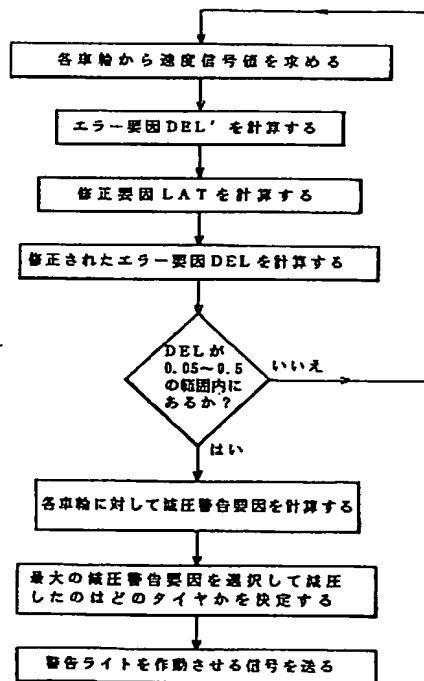 各車輪から速度信号値を求める
エラー要因DEL'を計算する
修正要因LATを計算する
修正されたエラー要因DELを計算する
DELが
0.05～0.5
の範囲内に
あるか?
いいえ
はい
各車輪に対して減圧警告要因を計算する
最大の減圧警告要因を選択して減圧
したのはどのタイヤかを決定する
警告ライトを作動させる信号を送る